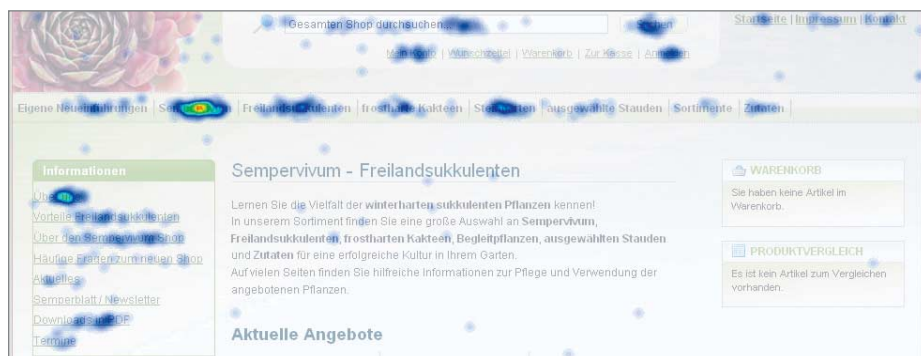 Gesamten Shop durchsuchen...
Suchen
Startseite | Impressum | Kontakt
Mein Konto | Wunschzettel | Warenkorb | Zur Kasse | Anmelden
Eigene Neueinführungen | Freilandsukkulenten | frostharte Kakteen | ausgewählte Stauden | Sortimente | Zutaten
Informationen
Vorteile Freilandsukkulenten
Über den Sempervivum Shop
Häufige Fragen zum neuen Shop
Aktuelles
Semperblatt / Newsletter
Downloads in PDF
Termine
Sempervivum - Freilandsukkulenten
Lernen Sie die Vielfalt der winterharten sukkulenten Pflanzen kennen!
In unserem Sortiment finden Sie eine große Auswahl an Sempervivum,
Freilandsukkulenten, frostharten Kakteen, Begleitpflanzen, ausgewählten Stauden
und Zutaten für eine erfolgreiche Kultur in Ihrem Garten.
Auf vielen Seiten finden Sie hilfreiche Informationen zur Pflege und Verwendung der
angebotenen Pflanzen.
Aktuelle Angebote
WARENKORB
Sie haben keine Artikel im
Warenkorb.
PRODUKTVERGLEICH
Es ist kein Artikel zum Vergleichen
vorhanden.